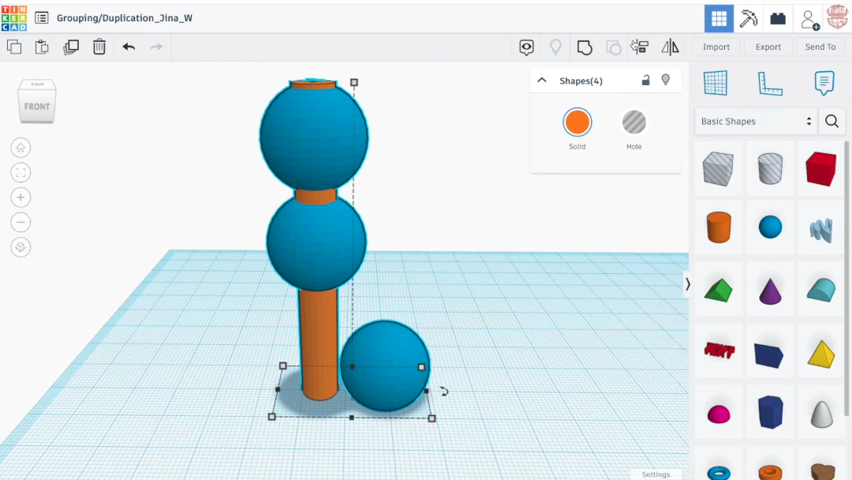 TIN
KER
CAD
Grouping/Duplication_Jina_W
Import
Export
Send To
FRONT
Shapes(4)
Solid
Hole
Basic Shapes
Settings